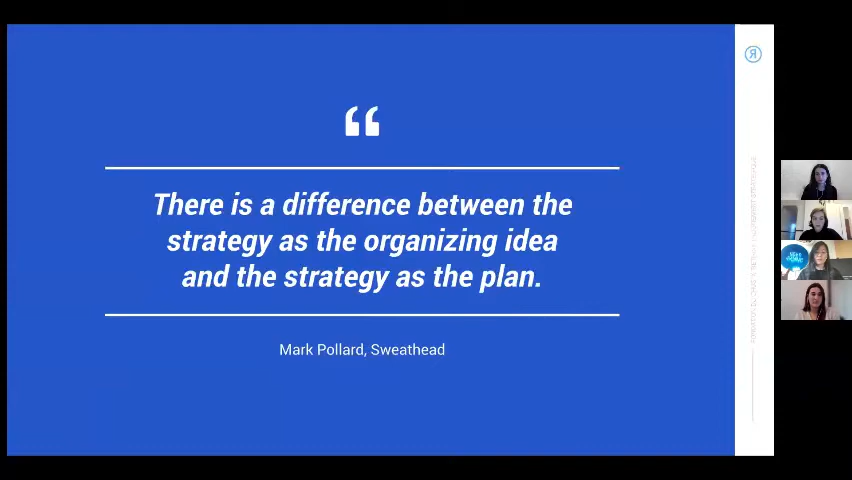 “
There is a difference between the
strategy as the organizing idea
and the strategy as the plan.
Mark Pollard, Sweathead